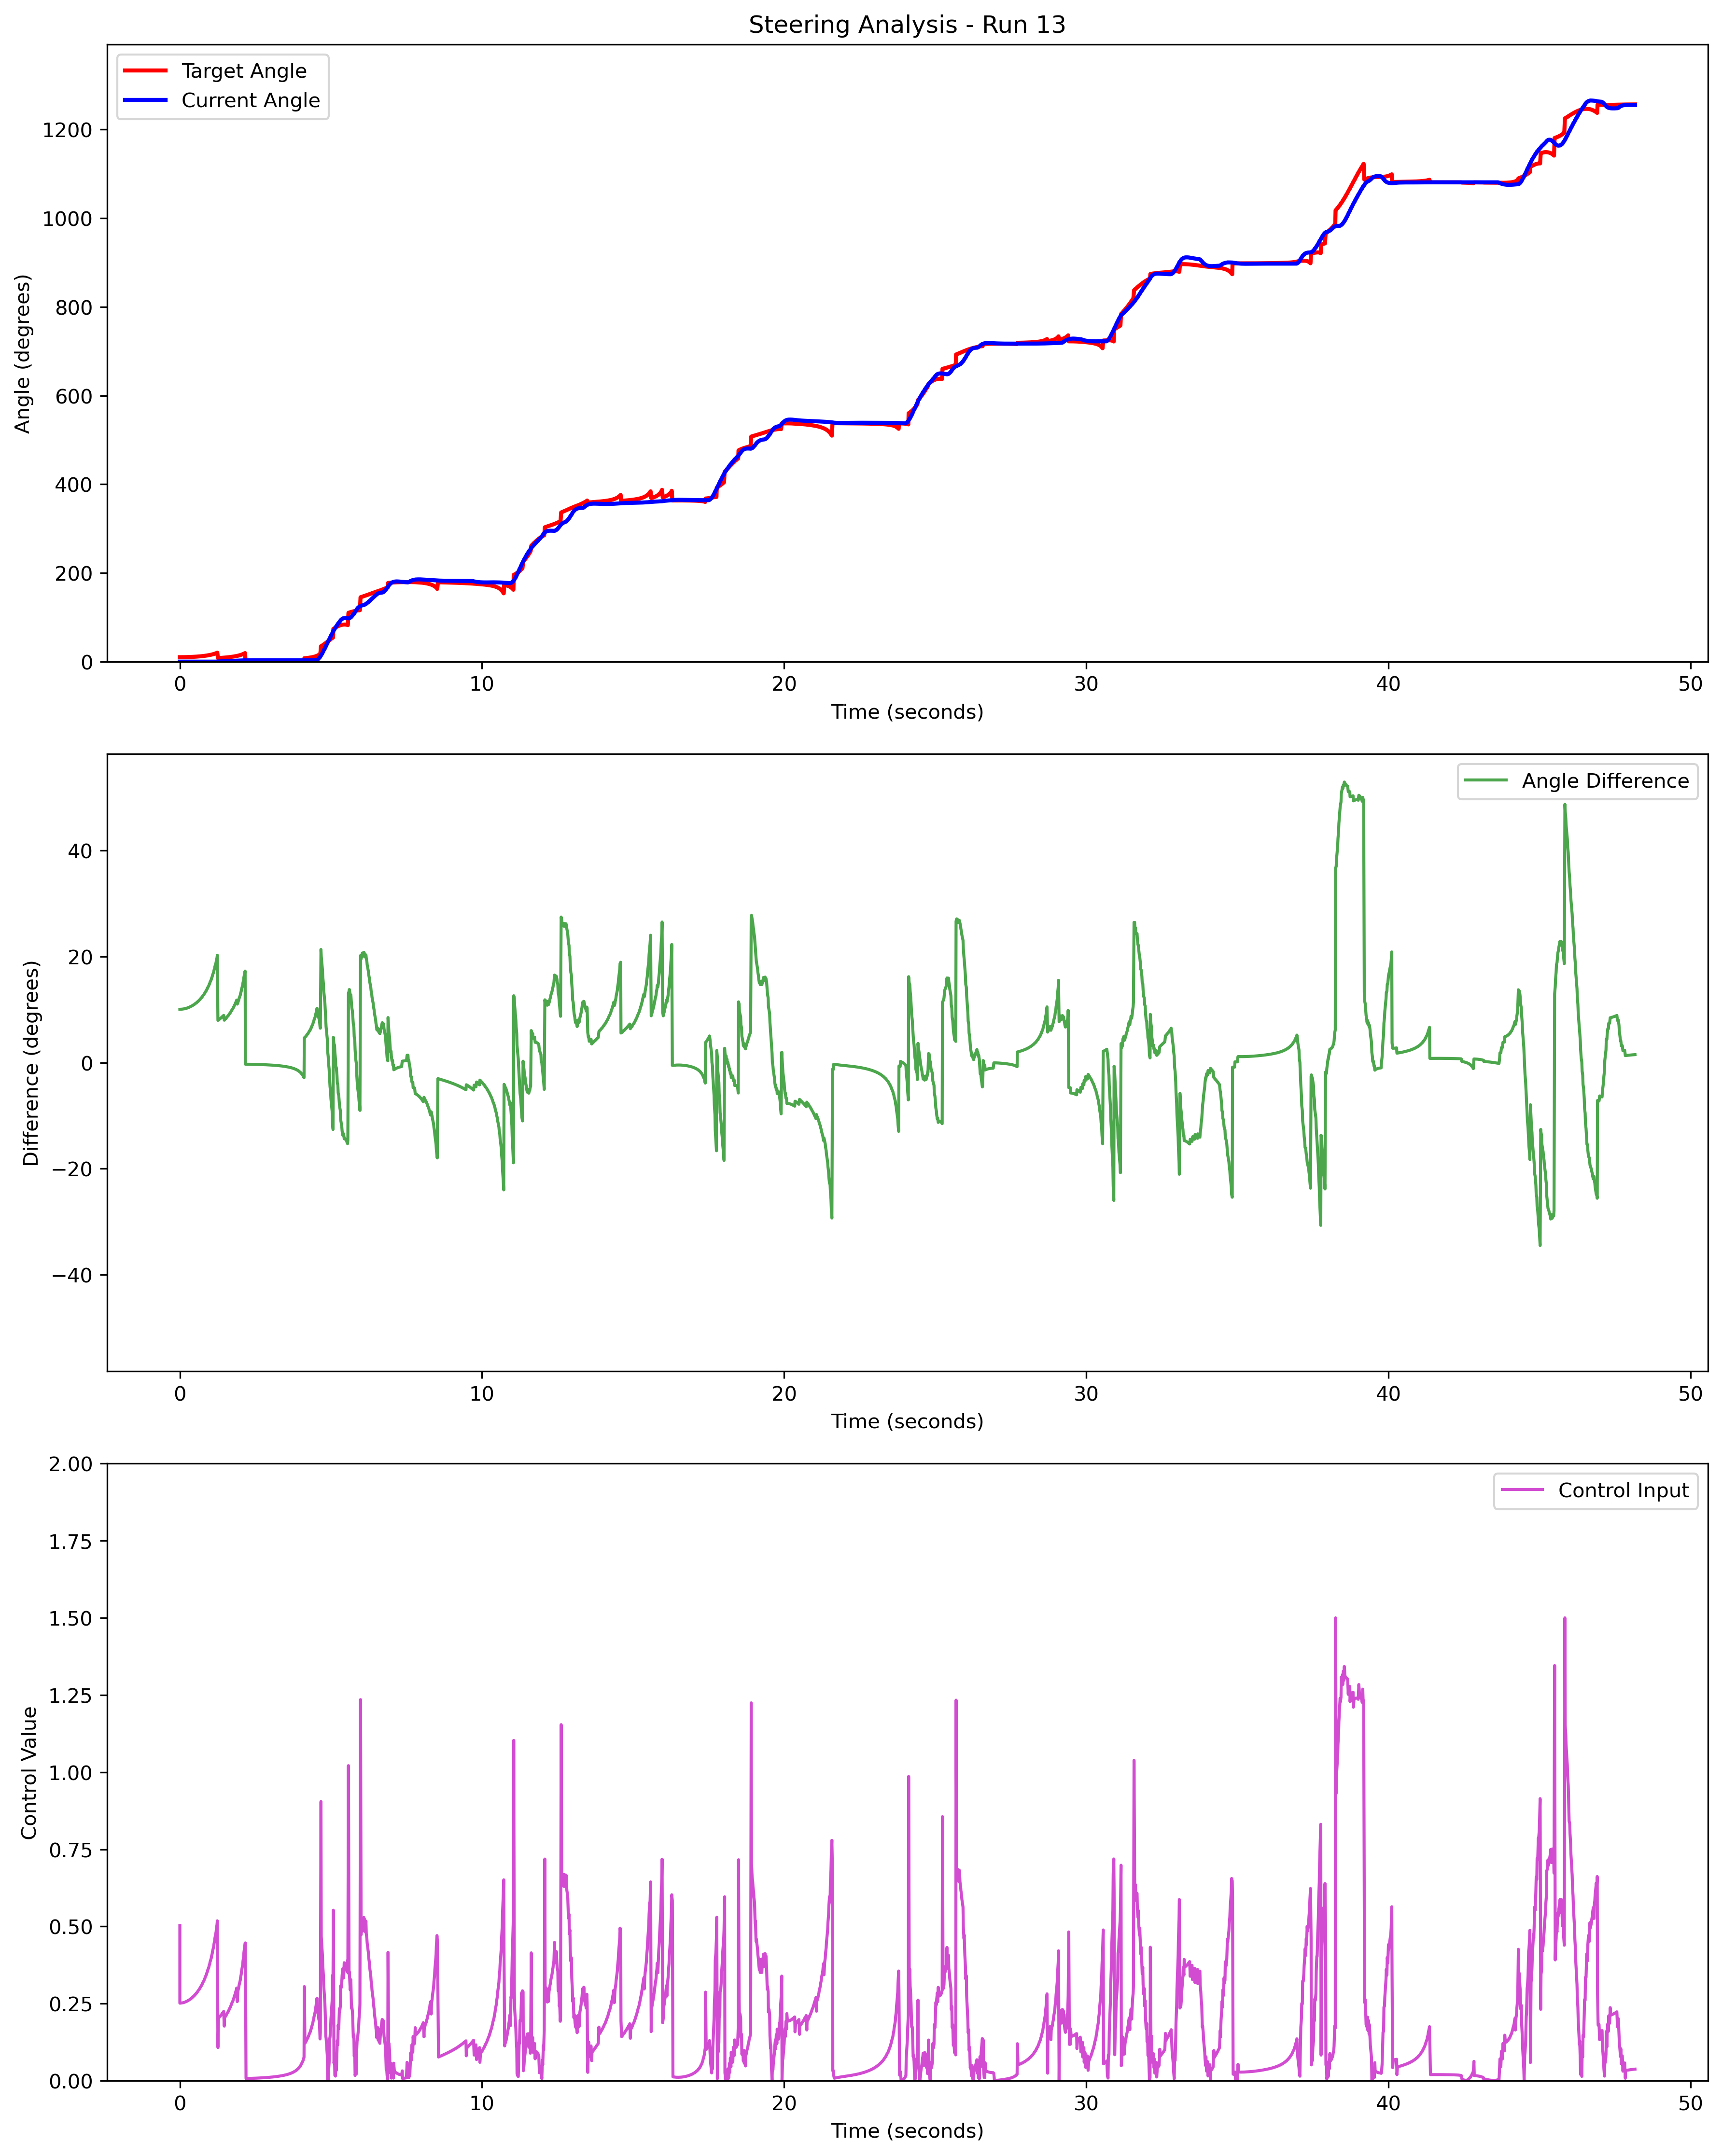 Steering Analysis - Run 13
Target Angle
Current Angle
Angle (degrees)
1200
1000
800
600
400
200
0
0 10 20 30 40 50
Time (seconds)
Angle Difference
Difference (degrees)
40
20
0
−20
−40
0 10 20 30 40 50
Time (seconds)
Control Input
Control Value
2.00
1.75
1.50
1.25
1.00
0.75
0.50
0.25
0.00
0 10 20 30 40 50
Time (seconds)